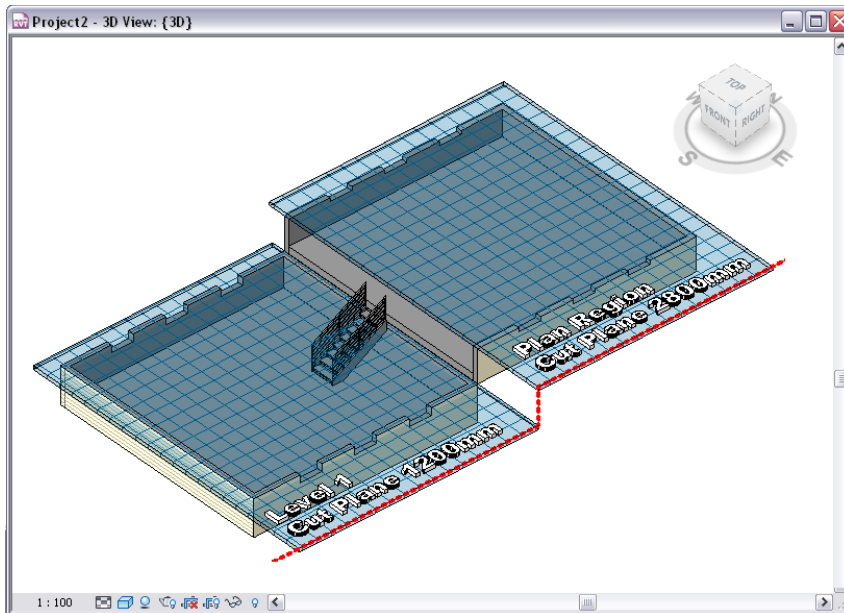 Project2 - 3D View: {3D}
TOP
FRONT
RIGHT
W
N
S
E
Plan Region
Cut Plane 2800mm
Level 1
Cut Plane 1200mm
1 : 100